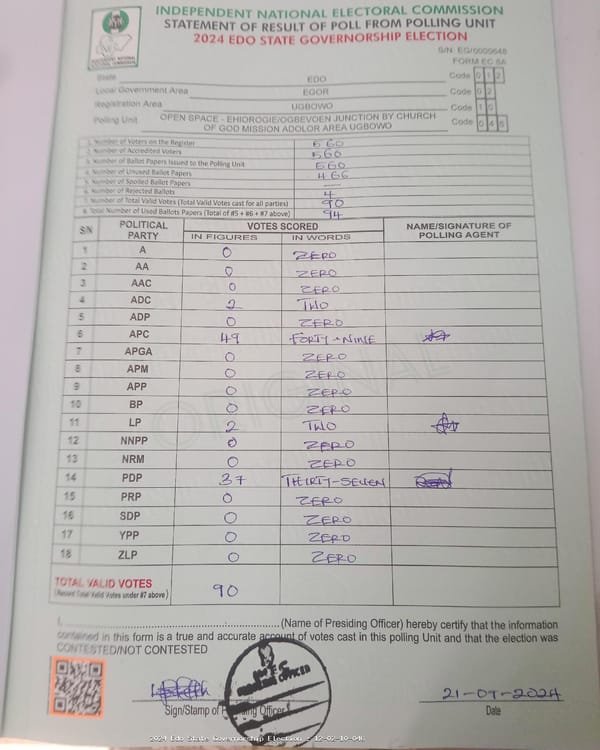 INDEPENDENT NATIONAL ELECTORAL COMMISSION
STATEMENT OF RESULT OF POLL FROM POLLING UNIT
2024 EDO STATE GOVERNORSHIP ELECTION
S/N: EG/0000648
FORM EC 8A
State EDO Code 1 2
Local Government Area EGOR Code 0 2
Registration Area UGBOWO Code 1 0
Polling Unit OPEN SPACE - EHIDROGIE/OGBEVOEN JUNCTION BY CHURCH OF GOD MISSION ADOLOR AREA UGBOWO Code 0 4 6
1. Number of Voters on the Register 560
2. Number of Accredited Voters 560
3. Number of Ballot Papers Issued to the Polling Unit 560
4. Number of Unused Ballot Papers 466
5. Number of Spoiled Ballot Papers —
6. Number of Rejected Ballots 4
7. Number of Total Valid Votes (Total Valid Votes cast for all parties) 90
8. Total Number of Used Ballots Papers (Total of #5 + #6 + #7 above) 94
S/N POLITICAL PARTY VOTES SCORED NAME/SIGNATURE OF POLLING AGENT
IN FIGURES IN WORDS
1 A 0 ZERO
2 AA 0 ZERO
3 AAC 0 ZERO
4 ADC 2 TWO
5 ADP 0 ZERO
6 APC 49 FORTY-NINE
7 APGA 0 ZERO
8 APM 0 ZERO
9 APP 0 ZERO
10 BP 0 ZERO
11 LP 2 TWO
12 NNPP 0 ZERO
13 NRM 0 ZERO
14 PDP 37 THIRTY-SEVEN
15 PRP 0 ZERO
16 SDP 0 ZERO
17 YPP 0 ZERO
18 ZLP 0 ZERO
TOTAL VALID VOTES 90
(Record Total Valid Votes under #7 above)
ORIGINAL
I, (Name of Presiding Officer) hereby certify that the information
contained in this form is a true and accurate account of votes cast in this polling Unit and that the election was
CONTESTED/NOT CONTESTED
INEC
PRESIDING OFFICER
21-09-2024
Sign/Stamp of Presiding Officer Date
2024 Edo State Governorship Election - 12-02-10-046